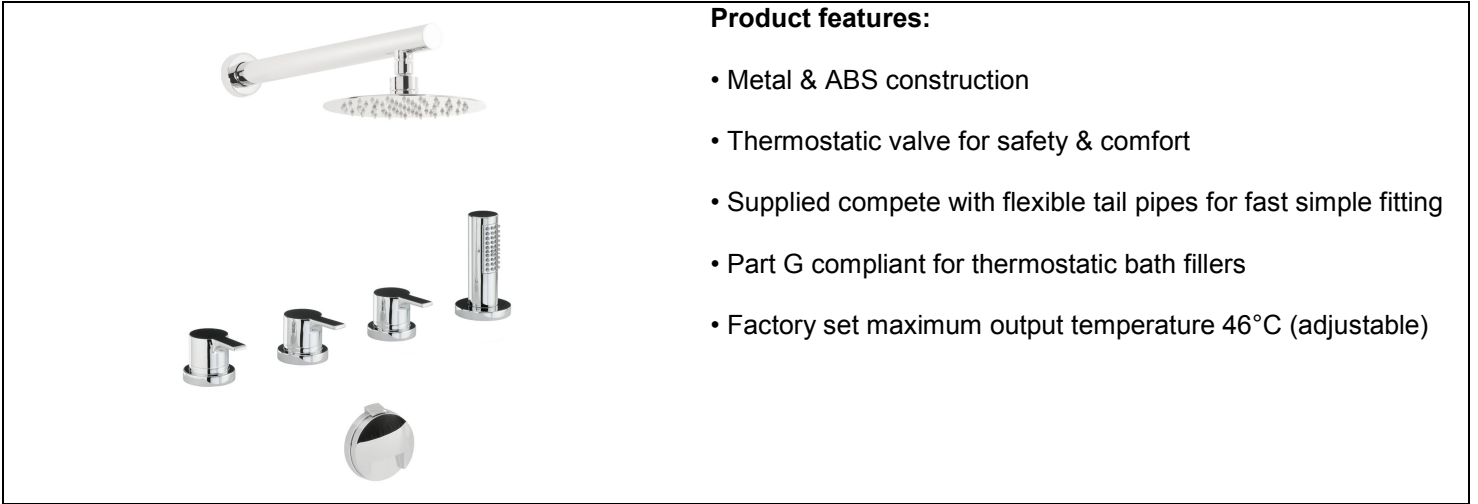 Product features:
• Metal & ABS construction
• Thermostatic valve for safety & comfort
• Supplied compete with flexible tail pipes for fast simple fitting
• Part G compliant for thermostatic bath fillers
• Factory set maximum output temperature 46°C (adjustable)